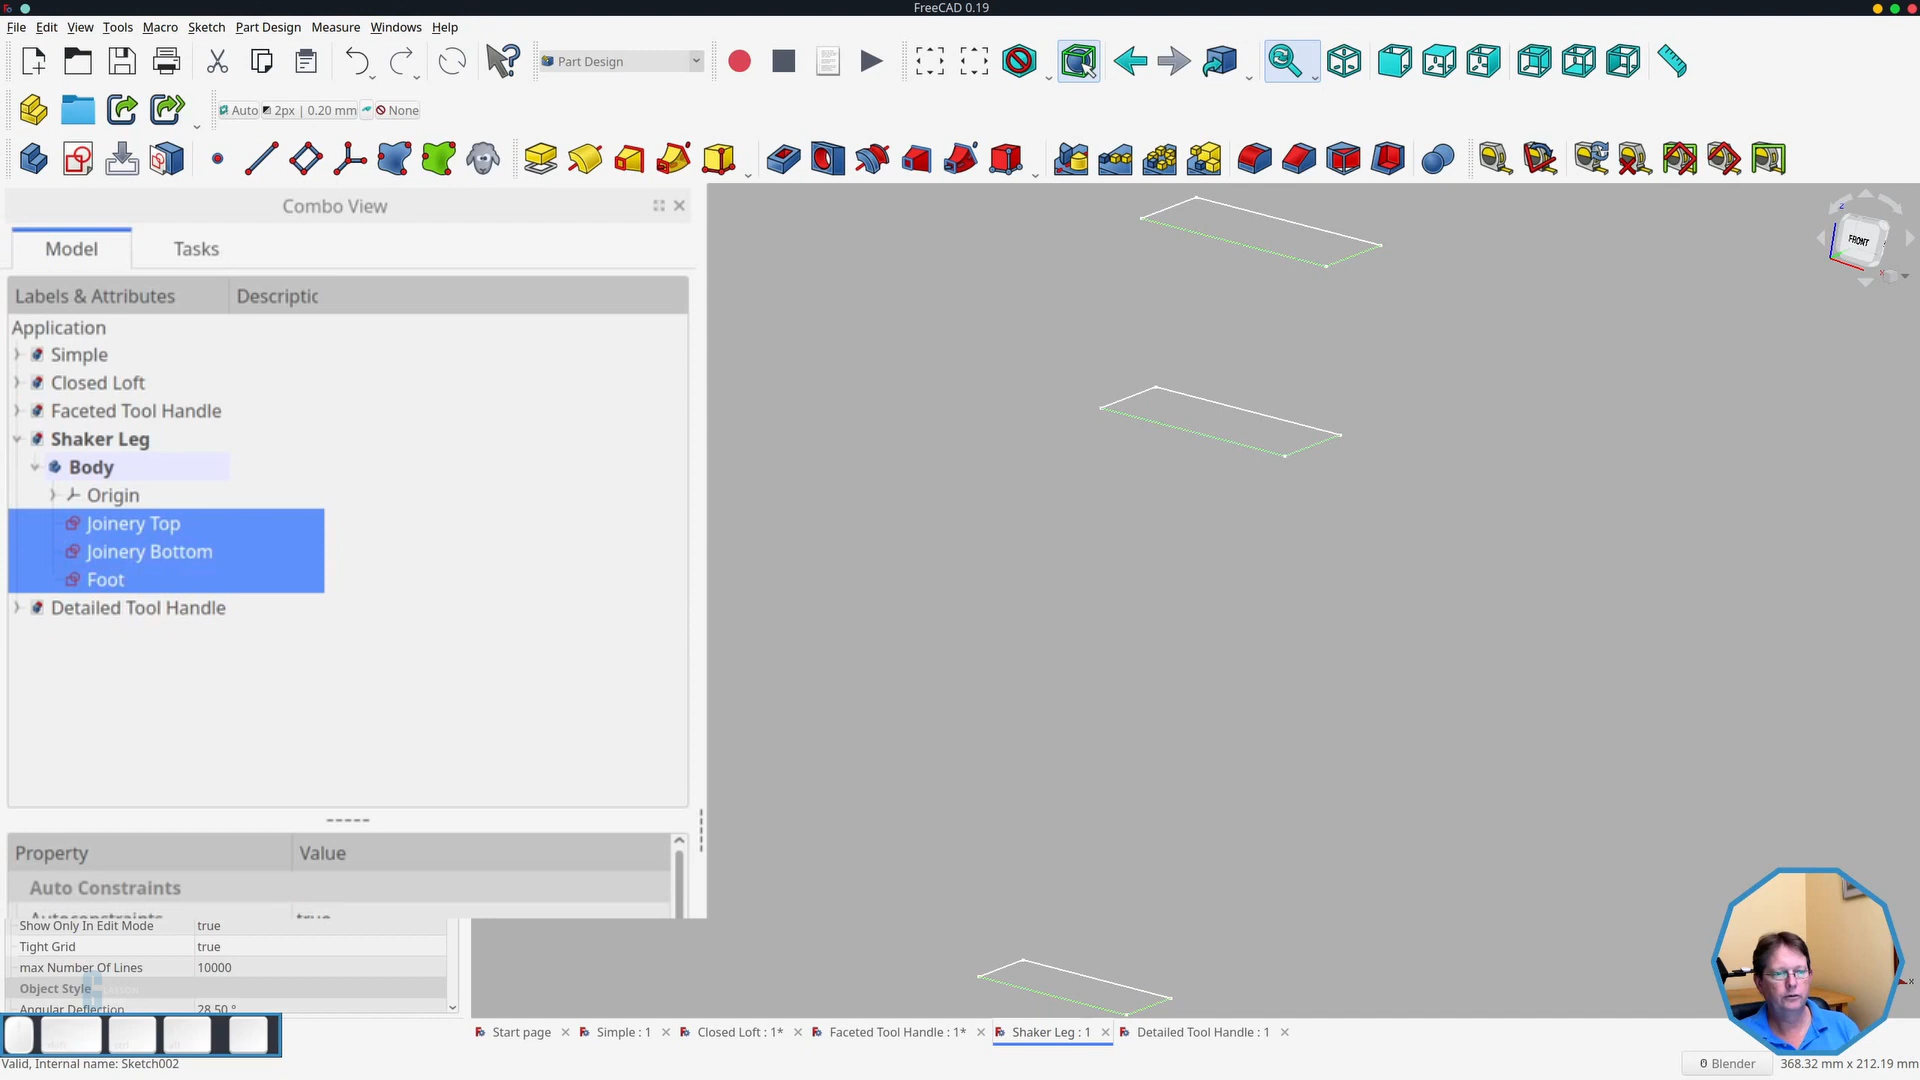 FreeCAD 0.19
File Edit View Tools Macro Sketch Part Design Measure Windows Help
Part Design
Auto 2px | 0.20 mm None
Combo View
Model Tasks
Labels & Attributes Descriptic
Application
Simple
Closed Loft
Faceted Tool Handle
Shaker Leg
Body
Origin
Joinery Top
Joinery Bottom
Foot
Detailed Tool Handle
Z
FRONT
Property Value
Auto Constraints
Autoconstraints true
Show Only In Edit Mode true
Tight Grid true
max Number Of Lines 10000
Object Style
Angular Deflection 28.50 °
Start page Simple : 1 Closed Loft : 1* Faceted Tool Handle : 1* Shaker Leg : 1 Detailed Tool Handle : 1
Valid, Internal name: Sketch002
Blender 368.32 mm x 212.19 mm